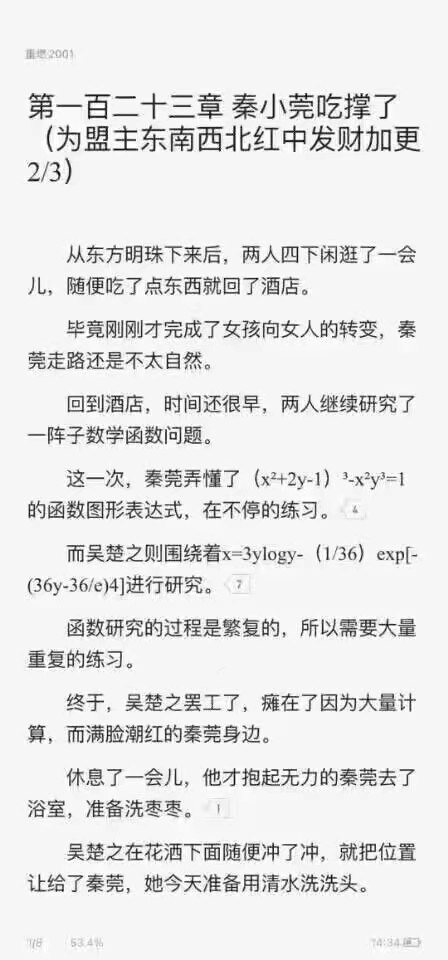 重燃2001
第一百二十三章 秦小莞吃撑了
（为盟主东南西北红中发财加更
2/3）
从东方明珠下来后，两人四下闲逛了一会
儿，随便吃了点东西就回了酒店。
毕竟刚刚才完成了女孩向女人的转变，秦
莞走路还是不太自然。
回到酒店，时间还很早，两人继续研究了
一阵子数学函数问题。
这一次，秦莞弄懂了（x²+2y-1）³-x²y³=1
的函数图形表达式，在不停的练习。 4
而吴楚之则围绕着x=3ylogy-（1/36）exp[-
(36y-36/e)4]进行研究。 7
函数研究的过程是繁复的，所以需要大量
重复的练习。
终于，吴楚之罢工了，瘫在了因为大量计
算，而满脸潮红的秦莞身边。
休息了一会儿，他才抱起无力的秦莞去了
浴室，准备洗枣枣。 1
吴楚之在花洒下面随便冲了冲，就把位置
让给了秦莞，她今天准备用清水洗洗头。
1/8 53.4% 14:34